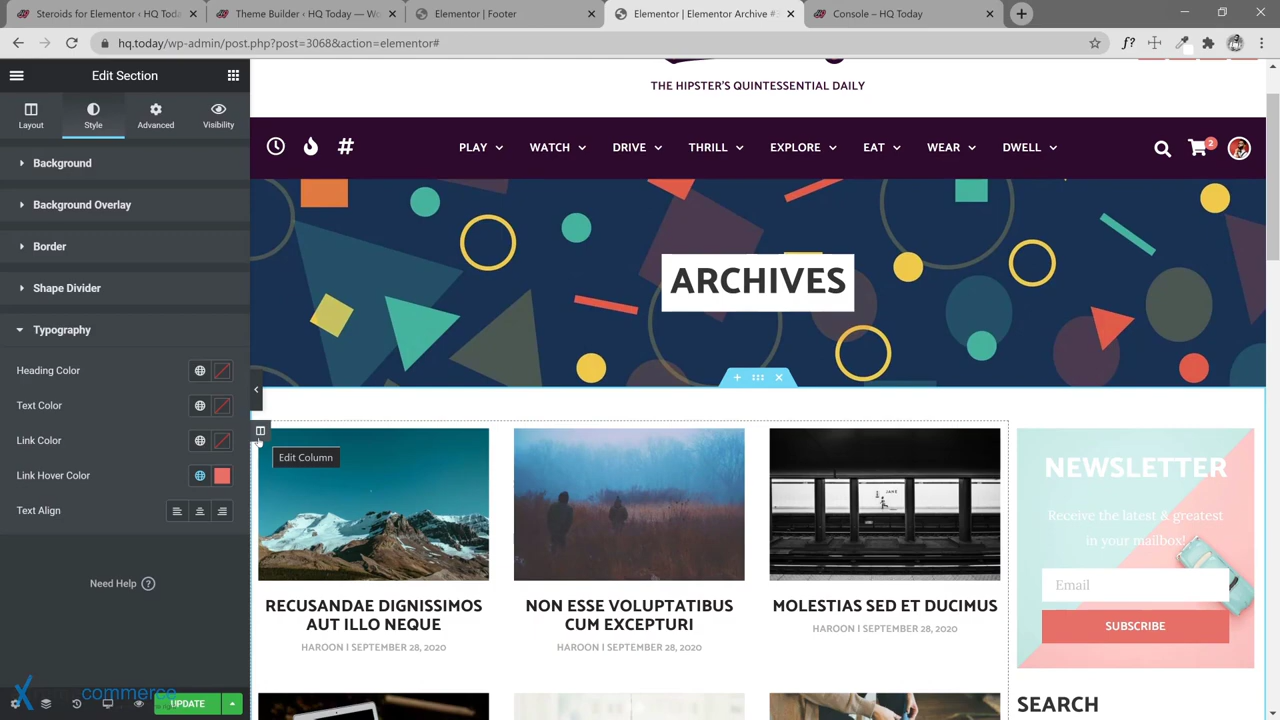 Steroids for Elementor ‹ HQ Toda
Theme Builder ‹ HQ Today — Wo
Elementor | Footer
Elementor | Elementor Archive #3
Console – HQ Today
hq.today/wp-admin/post.php?post=3068&action=elementor#
Edit Section
Layout
Style
Advanced
Visibility
Background
Background Overlay
Border
Shape Divider
Typography
Heading Color
Text Color
Link Color
Link Hover Color
Text Align
Need Help ?
commerce
UPDATE
THE HIPSTER'S QUINTESSENTIAL DAILY
# PLAY WATCH DRIVE THRILL EXPLORE EAT WEAR DWELL 2
ARCHIVES
Edit Column
RECUSANDAE DIGNISSIMOS
AUT ILLO NEQUE
HAROON | SEPTEMBER 28, 2020
NON ESSE VOLUPTATIBUS
CUM EXCEPTURI
HAROON | SEPTEMBER 28, 2020
MOLESTIAS SED ET DUCIMUS
HAROON | SEPTEMBER 28, 2020
NEWSLETTER
Receive the latest & greatest
in your mailbox!
Email
SUBSCRIBE
SEARCH